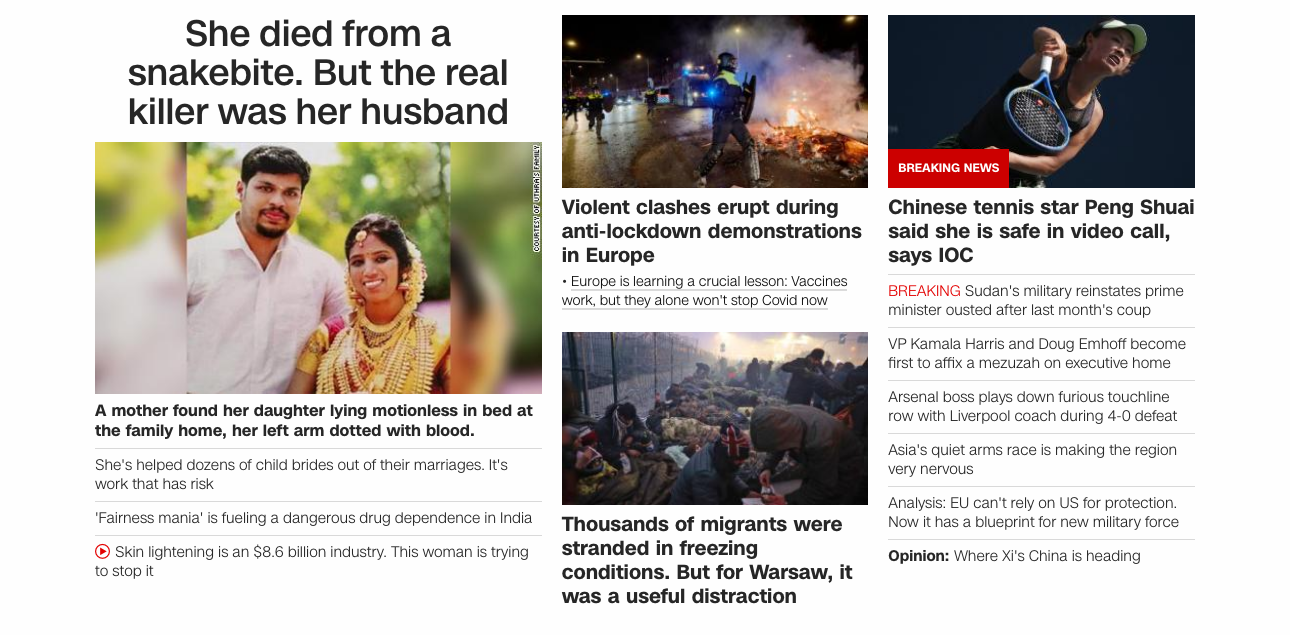 She died from a
snakebite. But the real
killer was her husband
COURTESY OF UTHRA'S FAMILY
A mother found her daughter lying motionless in bed at
the family home, her left arm dotted with blood.
She's helped dozens of child brides out of their marriages. It's
work that has risk
'Fairness mania' is fueling a dangerous drug dependence in India
Skin lightening is an $8.6 billion industry. This woman is trying
to stop it
Violent clashes erupt during
anti-lockdown demonstrations
in Europe
• Europe is learning a crucial lesson: Vaccines
work, but they alone won't stop Covid now
Thousands of migrants were
stranded in freezing
conditions. But for Warsaw, it
was a useful distraction
BREAKING NEWS
Chinese tennis star Peng Shuai
said she is safe in video call,
says IOC
BREAKING Sudan's military reinstates prime
minister ousted after last month's coup
VP Kamala Harris and Doug Emhoff become
first to affix a mezuzah on executive home
Arsenal boss plays down furious touchline
row with Liverpool coach during 4-0 defeat
Asia's quiet arms race is making the region
very nervous
Analysis: EU can't rely on US for protection.
Now it has a blueprint for new military force
Opinion: Where Xi's China is heading